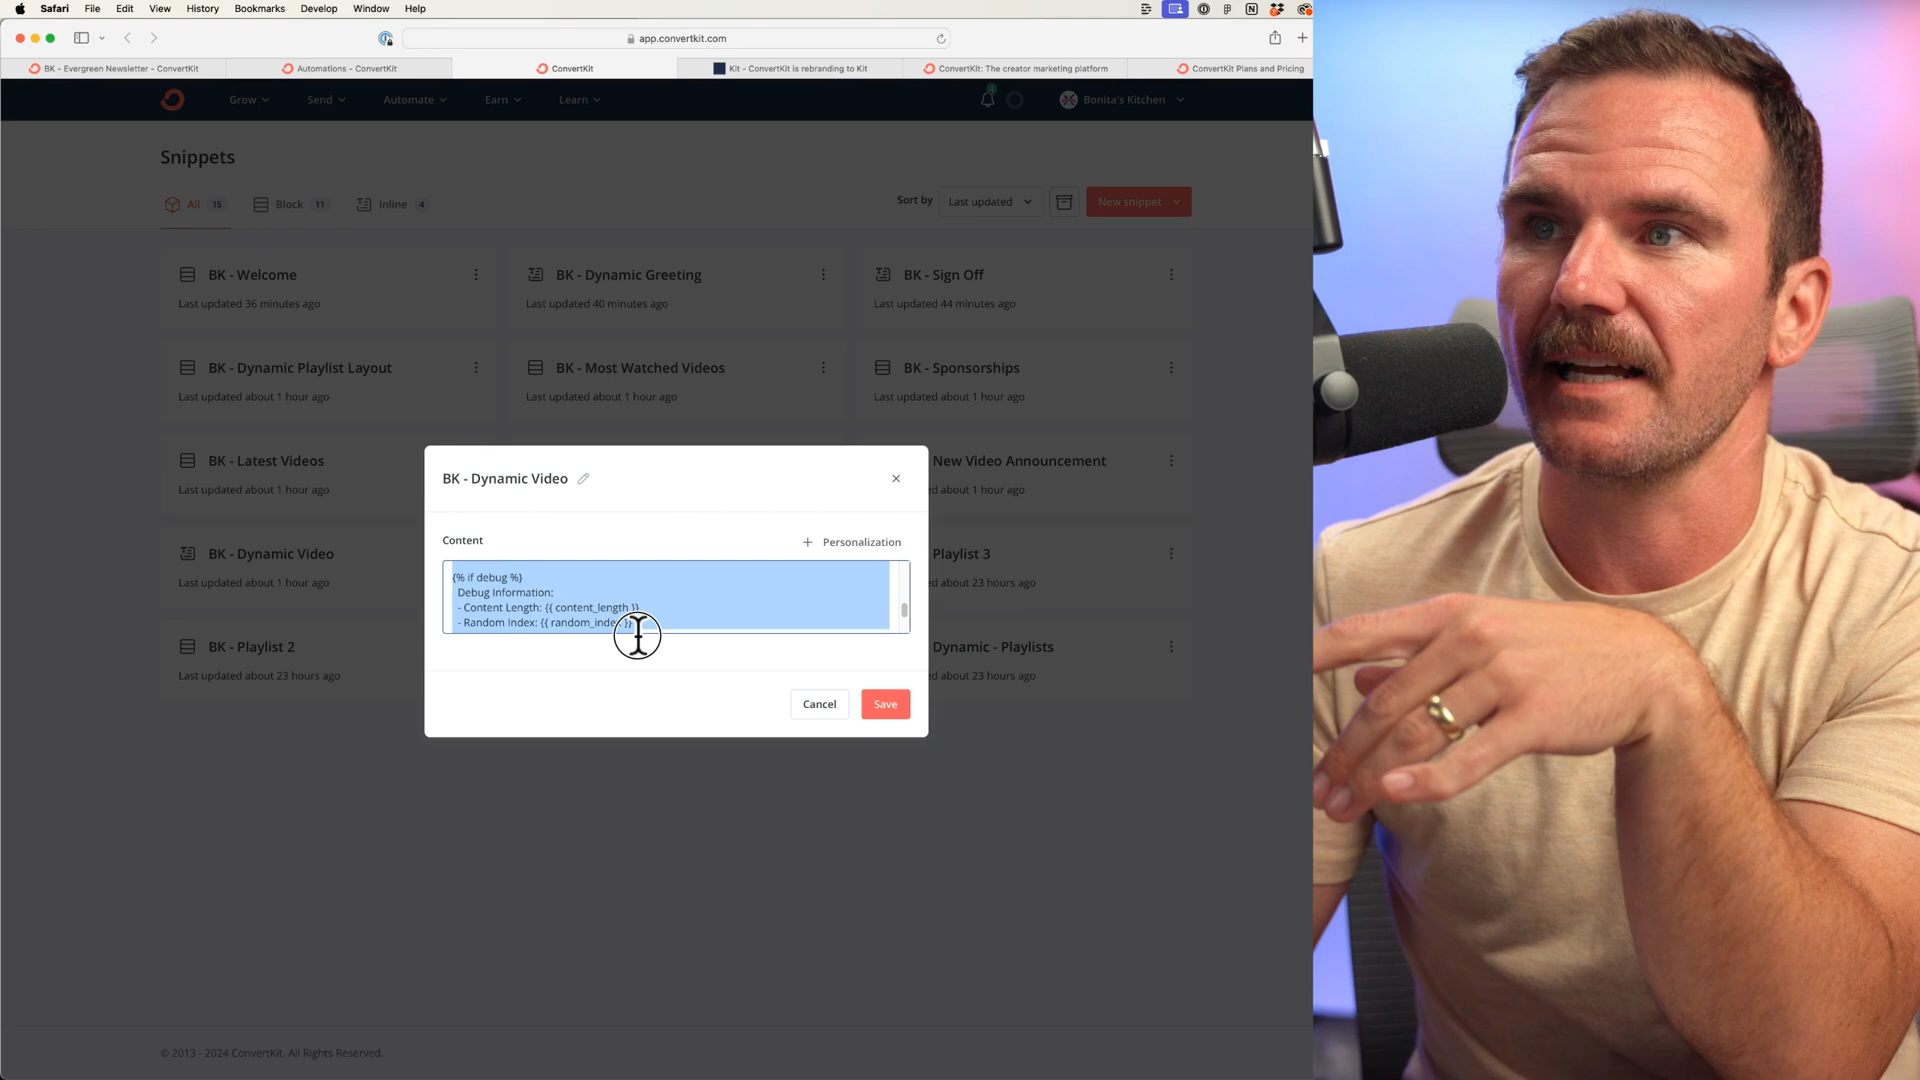 Safari File Edit View History Bookmarks Develop Window Help
app.convertkit.com
BK - Evergreen Newsletter - ConvertKit
Automations - ConvertKit
ConvertKit
Kit - ConvertKit is rebranding to Kit
ConvertKit: The creator marketing platform
ConvertKit Plans and Pricing
Grow Send Automate Earn Learn
4
Bonita's Kitchen
Snippets
All 15 Block 11 Inline 4
Sort by Last updated
New snippet
BK - Welcome
Last updated 36 minutes ago
BK - Dynamic Greeting
Last updated 40 minutes ago
BK - Sign Off
Last updated 44 minutes ago
BK - Dynamic Playlist Layout
Last updated about 1 hour ago
BK - Most Watched Videos
Last updated about 1 hour ago
BK - Sponsorships
Last updated about 1 hour ago
BK - Latest Videos
Last updated about 1 hour ago
New Video Announcement
d about 1 hour ago
BK - Dynamic Video
Last updated about 1 hour ago
Playlist 3
d about 23 hours ago
BK - Playlist 2
Last updated about 23 hours ago
Dynamic - Playlists
d about 23 hours ago
BK - Dynamic Video
Content
Personalization
{% if debug %}
Debug Information:
- Content Length: {{ content_length }}
- Random Index: {{ random_index }}
Cancel
Save
© 2013 - 2024 ConvertKit. All Rights Reserved.